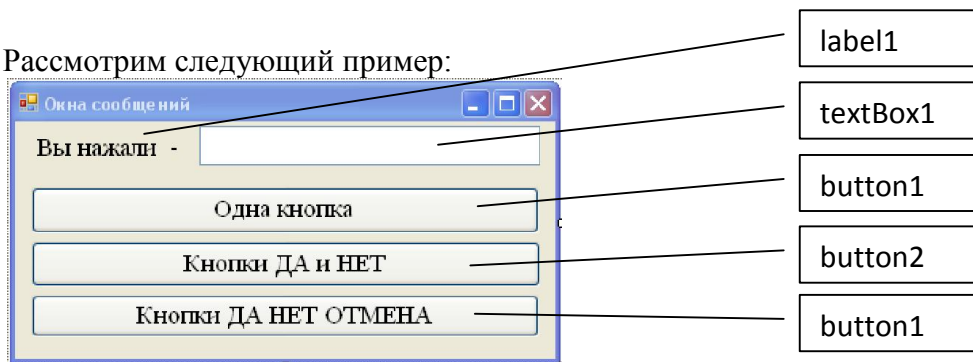 Рассмотрим следующий пример:
label1
Окна сообщений
textBox1
Вы нажали -
button1
Одна кнопка
button2
Кнопки ДА и НЕТ
button1
Кнопки ДА НЕТ ОТМЕНА